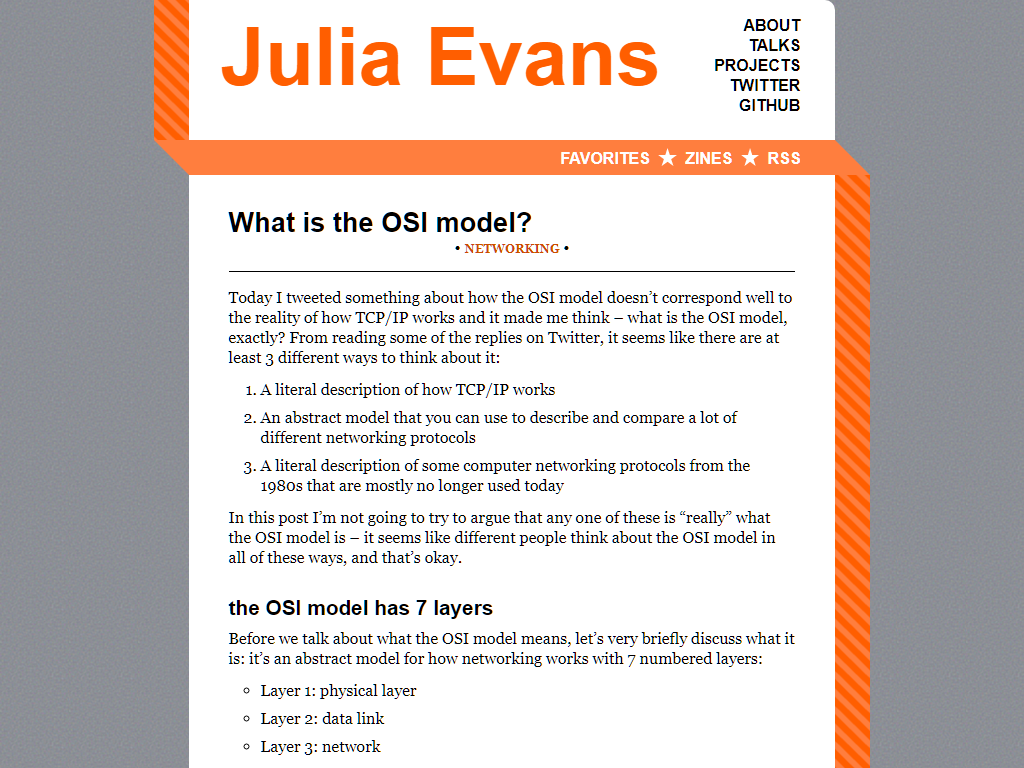 Julia Evans
ABOUT
TALKS
PROJECTS
TWITTER
GITHUB
FAVORITES ★ ZINES ★ RSS
What is the OSI model?
• NETWORKING •
Today I tweeted something about how the OSI model doesn’t correspond well to
the reality of how TCP/IP works and it made me think – what is the OSI model,
exactly? From reading some of the replies on Twitter, it seems like there are at
least 3 different ways to think about it:
1. A literal description of how TCP/IP works
2. An abstract model that you can use to describe and compare a lot of
different networking protocols
3. A literal description of some computer networking protocols from the
1980s that are mostly no longer used today
In this post I’m not going to try to argue that any one of these is “really” what
the OSI model is – it seems like different people think about the OSI model in
all of these ways, and that’s okay.
the OSI model has 7 layers
Before we talk about what the OSI model means, let’s very briefly discuss what it
is: it’s an abstract model for how networking works with 7 numbered layers:
◦ Layer 1: physical layer
◦ Layer 2: data link
◦ Layer 3: network